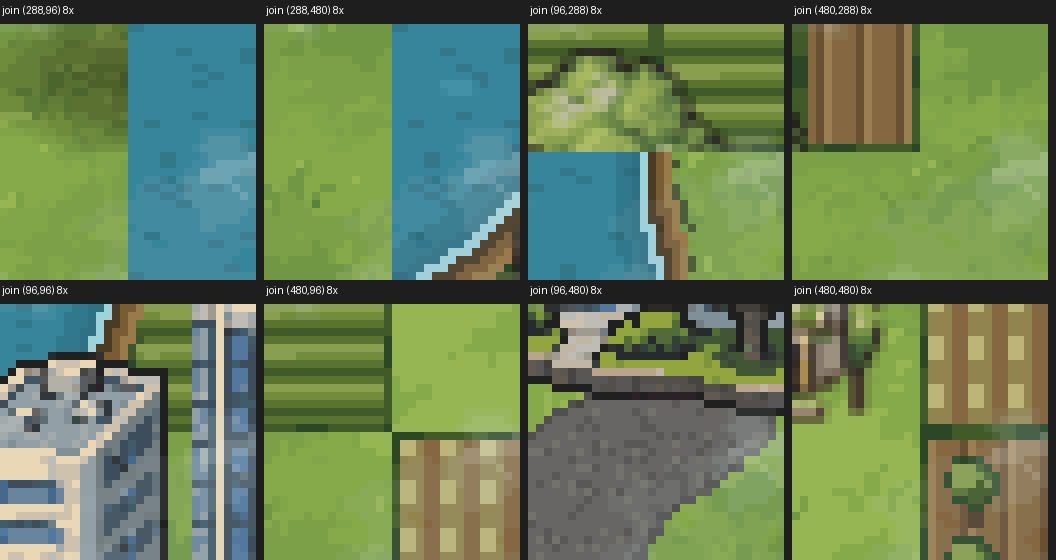 join (288,96) 8x
join (288,480) 8x
join (96,288) 8x
join (480,288) 8x
join (96,96) 8x
join (480,96) 8x
join (96,480) 8x
join (480,480) 8x